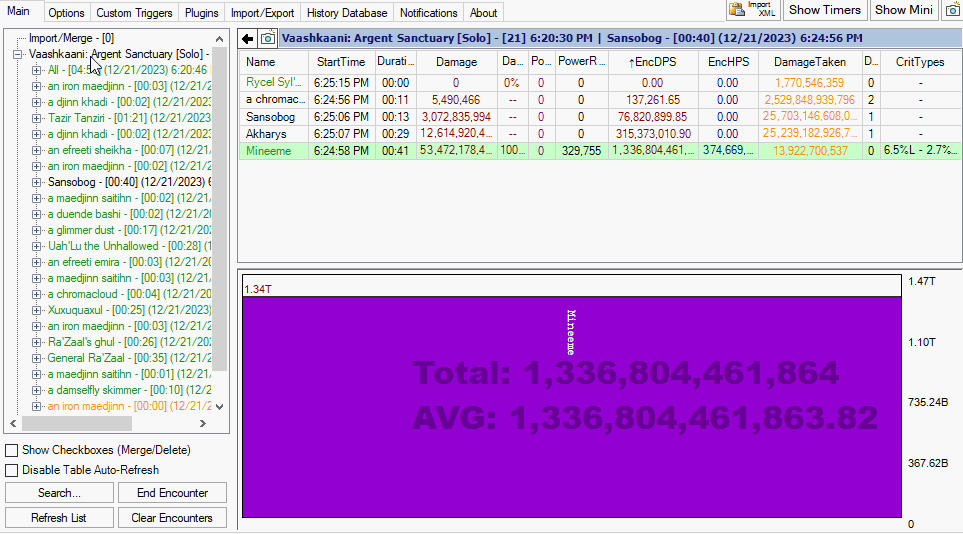 Main Options Custom Triggers Plugins Import/Export History Database Notifications About Import XML Show Timers Show Mini
Import/Merge - [0]
Vaashkaani: Argent Sanctuary [Solo] -
All - [04:5 (12/21/2023) 6:20:46
an iron maedjinn - [00:03] (12/21/2
a djinn khadi - [00:02] (12/21/2023
Tazir Tanziri - [01:21] (12/21/2023
a djinn khadi - [00:02] (12/21/2023
an efreeti sheikha - [00:07] (12/21/
an iron maedjinn - [00:02] (12/21/2
Sansobog - [00:40] (12/21/2023) 6
a maedjinn saitihn - [00:02] (12/21/
a duende bashi - [00:02] (12/21/20
a glimmer dust - [00:17] (12/21/202
Uah'Lu the Unhallowed - [00:28] (1
an efreeti emira - [00:03] (12/21/20
a maedjinn saitihn - [00:03] (12/21/
a chromacloud - [00:04] (12/21/20
Xuxuquaxul - [00:25] (12/21/2023)
an iron maedjinn - [00:03] (12/21/2
Ra'Zaal's ghul - [00:26] (12/21/20
General Ra'Zaal - [00:35] (12/21/2
a maedjinn saitihn - [00:01] (12/21/
a damselfly skimmer - [00:10] (12/2
an iron maedjinn - [00:00] (12/21/2
Show Checkboxes (Merge/Delete)
Disable Table Auto-Refresh
Search... End Encounter
Refresh List Clear Encounters
Vaashkaani: Argent Sanctuary [Solo] - [21] 6:20:30 PM | Sansobog - [00:40] (12/21/2023) 6:24:56 PM
Name StartTime Durati... Damage Da... Po... PowerR... ↑EncDPS EncHPS DamageTaken D... CritTypes
Rycel Syl'... 6:25:15 PM 00:00 0 0% 0 0 0.00 0.00 1,770,546,359 0 -
a chromac... 6:24:56 PM 00:11 5,490,466 -- 0 0 137,261.65 0.00 2,529,848,939,796 2 -
Sansobog 6:25:06 PM 00:13 3,072,835,994 -- 0 0 76,820,899.85 0.00 25,703,146,608,0... 1 -
Akharys 6:25:07 PM 00:29 12,614,920,4... -- 0 0 315,373,010.90 0.00 25,239,182,926,7... 1 -
Mineeme 6:24:58 PM 00:41 53,472,178,4... 100... 0 329,755 1,336,804,461,... 374,669,... 13,922,700,537 0 6.5%L - 2.7%...
1.34T
Mineeme
Total: 1,336,804,461,864
AVG: 1,336,804,461,863.82
1.47T
1.10T
735.24B
367.62B
0